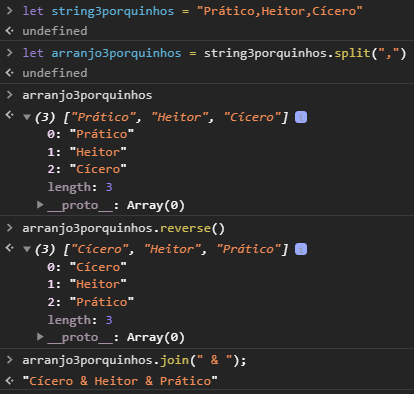 > let string3porquinhos = "Prático,Heitor,Cícero"
< undefined
> let arranjo3porquinhos = string3porquinhos.split(",")
< undefined
> arranjo3porquinhos
< ▼ (3) ["Prático", "Heitor", "Cícero"] i
0: "Prático"
1: "Heitor"
2: "Cícero"
length: 3
▶ __proto__: Array(0)
> arranjo3porquinhos.reverse()
< ▼ (3) ["Cícero", "Heitor", "Prático"] i
0: "Cícero"
1: "Heitor"
2: "Prático"
length: 3
▶ __proto__: Array(0)
> arranjo3porquinhos.join(" & ");
< "Cícero & Heitor & Prático"